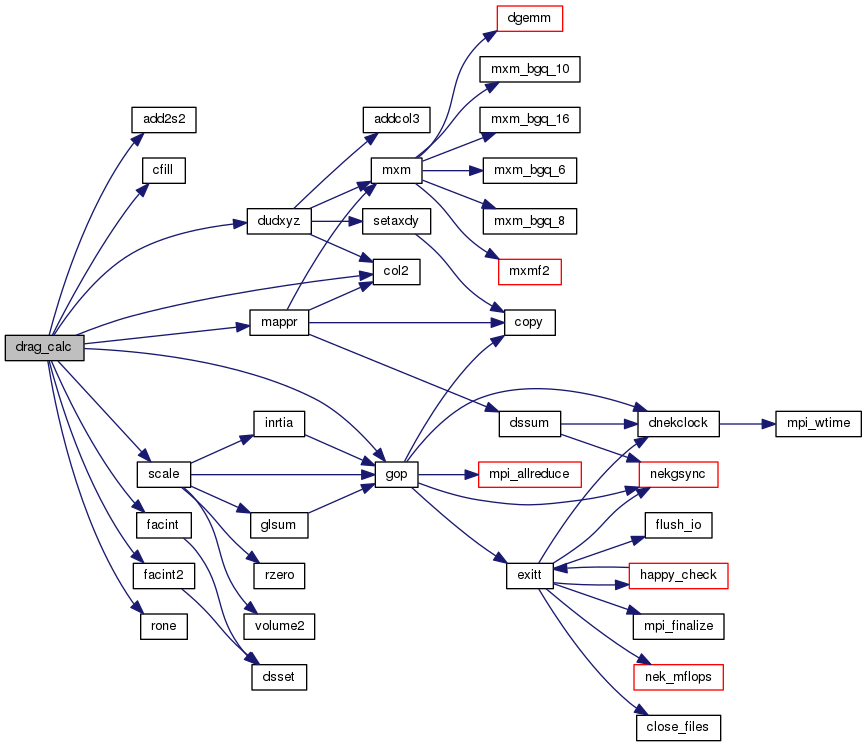 dgemm
mxm_bgq_10
add2s2
addcol3
mxm_bgq_16
cfill
mxm
mxm_bgq_6
dudxyz
setaxdy
mxm_bgq_8
col2
mxmf2
mappr
copy
drag_calc
inrtia
dssum
dnekclock
mpi_wtime
scale
gop
mpi_allreduce
nekgsync
facint
glsum
flush_io
facint2
rzero
exitt
happy_check
rone
volume2
mpi_finalize
dsset
nek_mflops
close_files